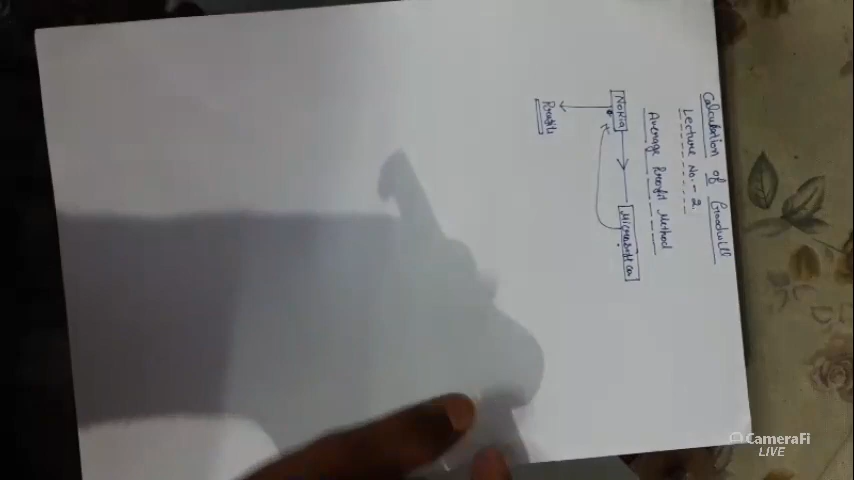 Calculation of Goodwill
Lecture No. - 2.
Average Profit Method
Nokia
Microsoft co
Profits
CameraFi
LIVE